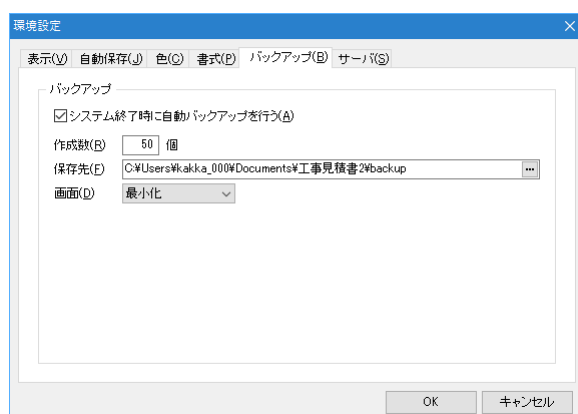 環境設定
表示(V) 自動保存(J) 色(C) 書式(P) バックアップ(B) サーバ(S)
バックアップ
システム終了時に自動バックアップを行う(A)
作成数(R) 50 個
保存先(F) C:¥Users¥kakka_000¥Documents¥工事見積書2¥backup ...
画面(D) 最小化
OK キャンセル